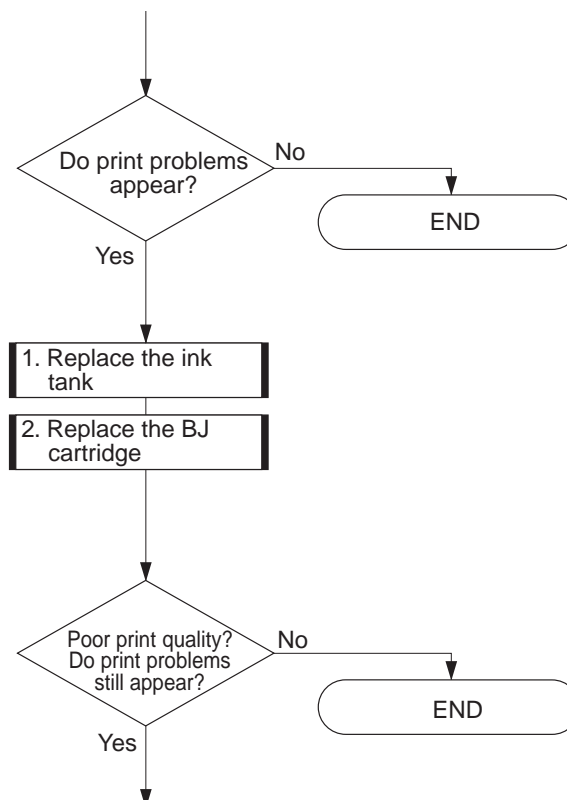 Do print problems
appear?
No
END
Yes
1. Replace the ink
tank
2. Replace the BJ
cartridge
Poor print quality?
Do print problems
still appear?
No
END
Yes